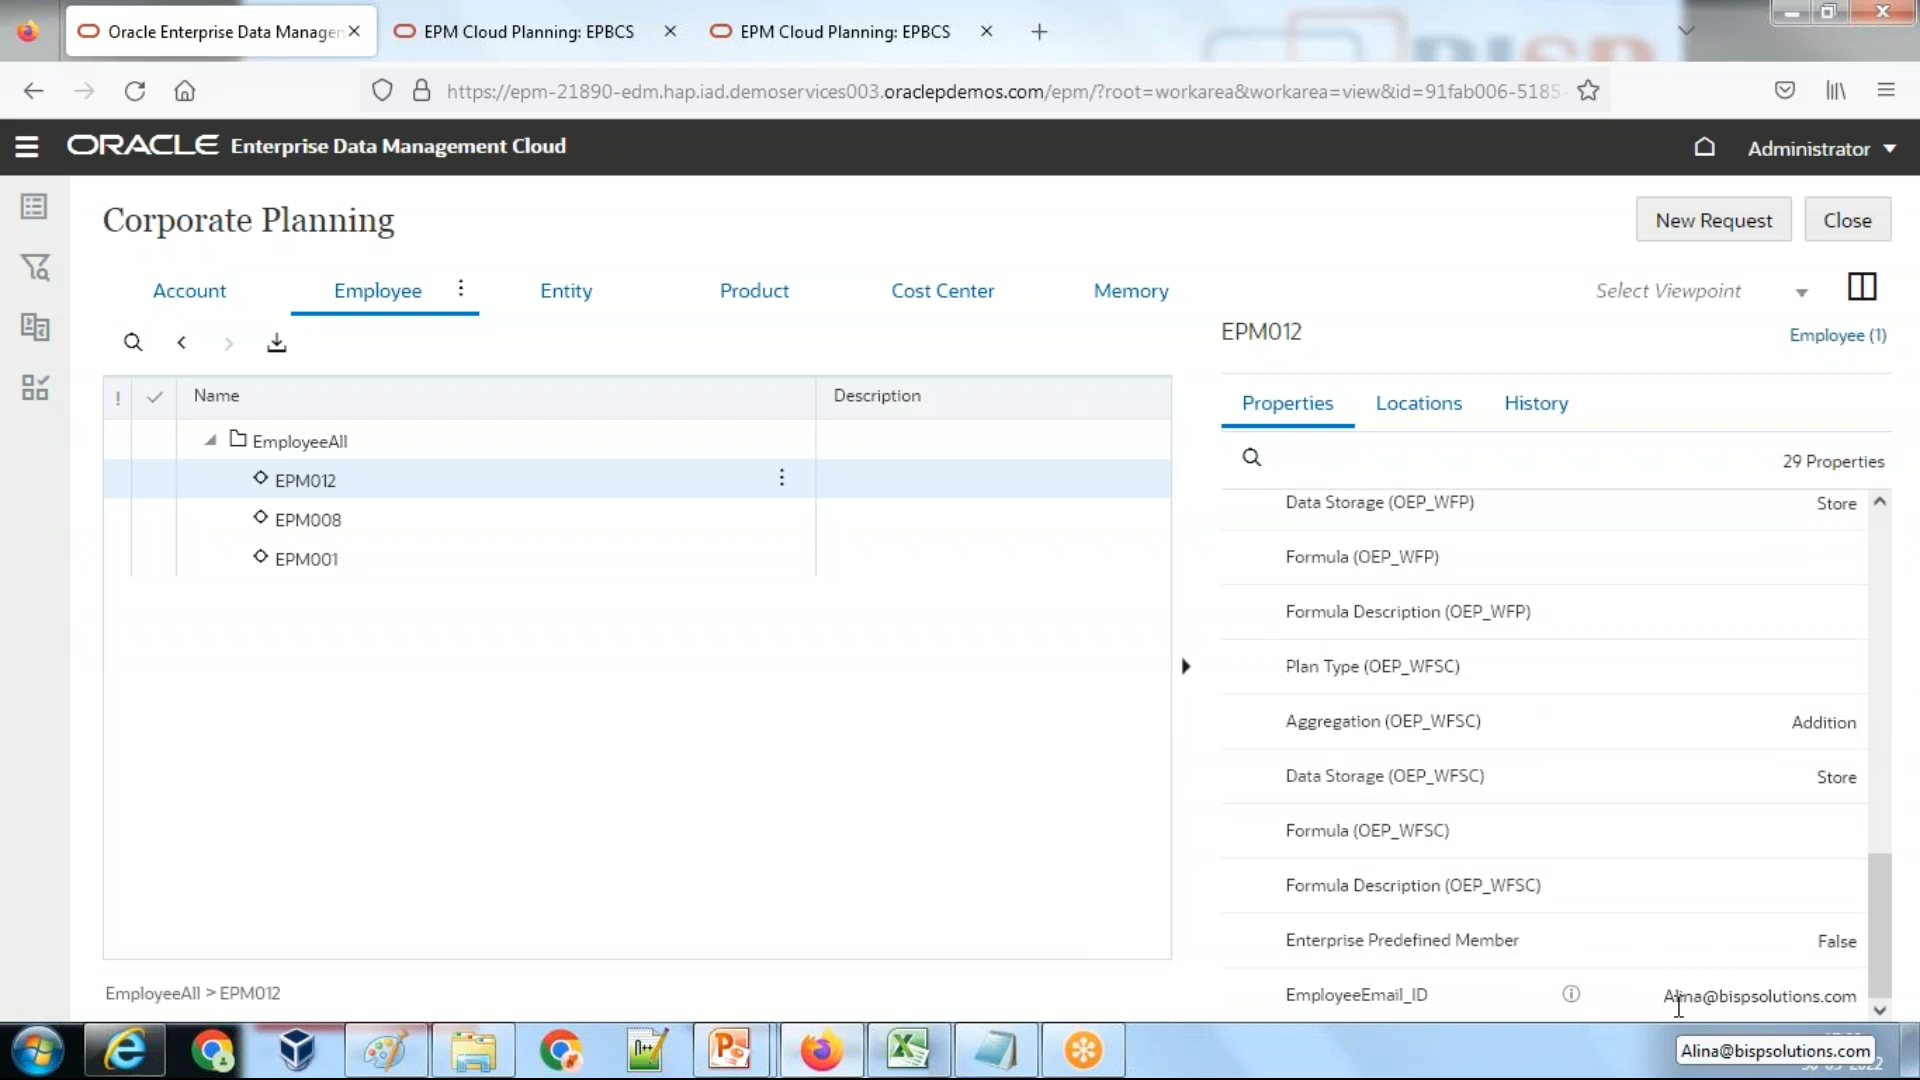 Oracle Enterprise Data Manager
EPM Cloud Planning: EPBCS
EPM Cloud Planning: EPBCS
https://epm-21890-edm.hap.iad.demoservices003.oraclepdemos.com/epm/?root=workarea&workarea=view&id=91fab006-5185-
ORACLE Enterprise Data Management Cloud
Administrator
Corporate Planning
New Request
Close
Account
Employee
Entity
Product
Cost Center
Memory
Select Viewpoint
EPM012
Employee (1)
Name
Description
EmployeeAll
EPM012
EPM008
EPM001
EmployeeAll > EPM012
Properties
Locations
History
29 Properties
Data Storage (OEP_WFP) Store
Formula (OEP_WFP)
Formula Description (OEP_WFP)
Plan Type (OEP_WFSC)
Aggregation (OEP_WFSC) Addition
Data Storage (OEP_WFSC) Store
Formula (OEP_WFSC)
Formula Description (OEP_WFSC)
Enterprise Predefined Member False
EmployeeEmail_ID Alina@bispsolutions.com
Alina@bispsolutions.com